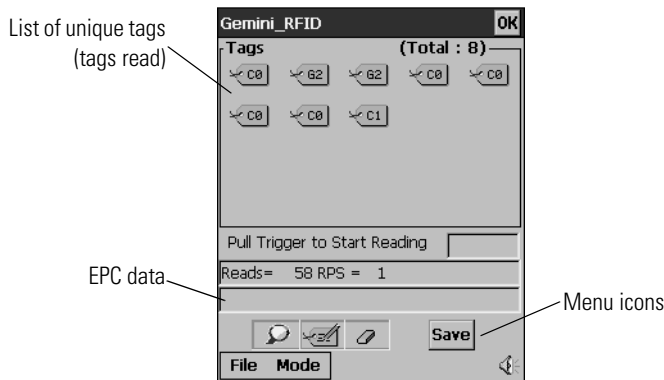 Gemini_RFID OK
List of unique tags
(tags read)
Tags (Total : 8)
C0 G2 G2 C0 C0
C0 C0 C1
Pull Trigger to Start Reading
EPC data
Reads= 58 RPS = 1
Menu icons
Save
File Mode